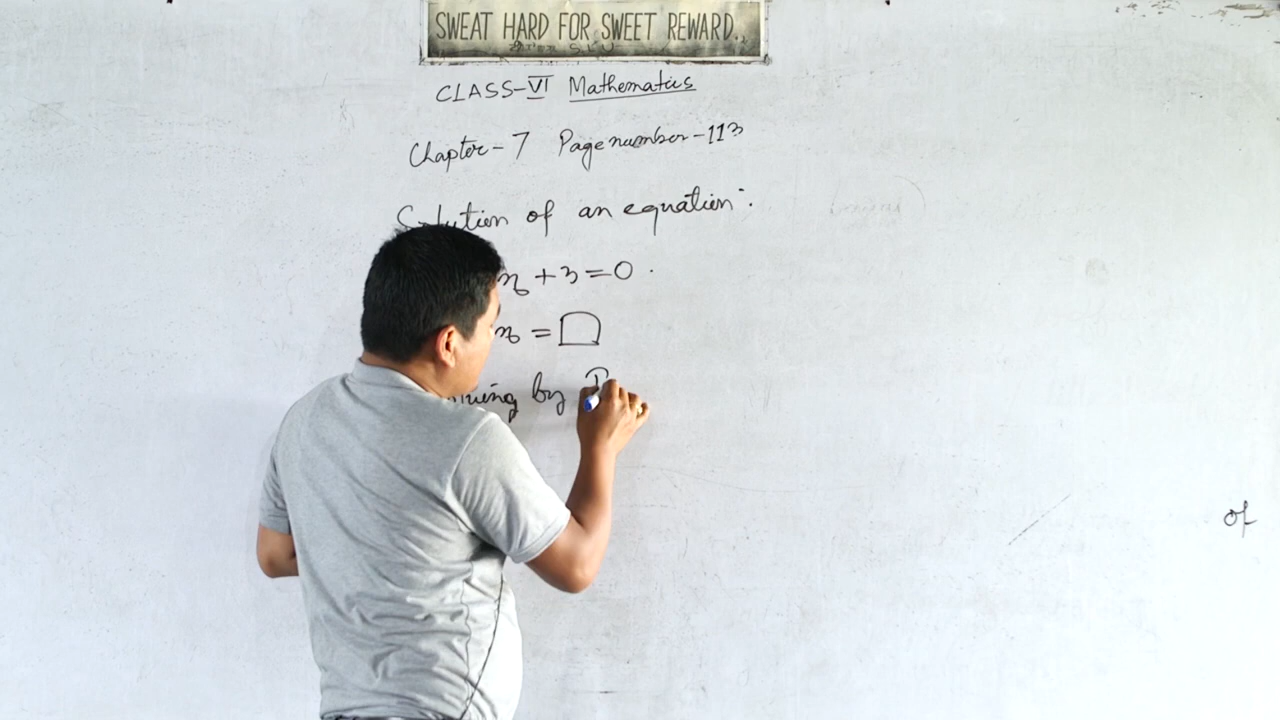 SWEAT HARD FOR SWEET REWARD.
CLASS-VI Mathematics
Chapter-7 Page number-113
Solution of an equation:
+3=0.
=
by
of